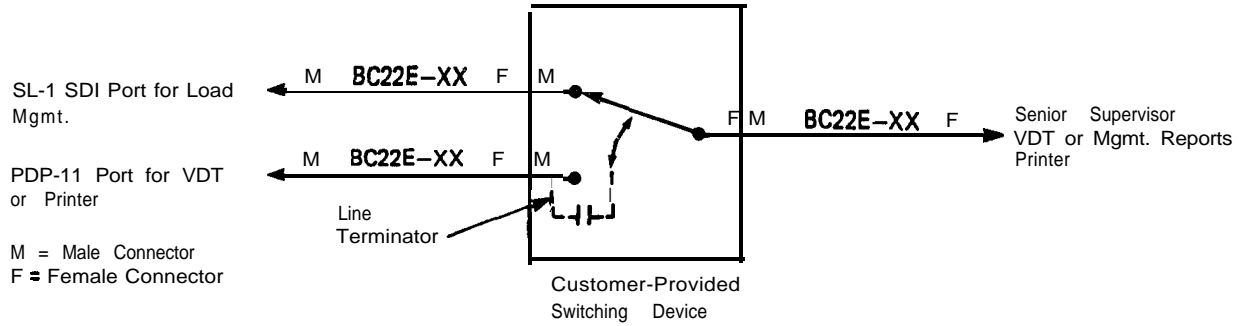 M BC22E-XX F M
SL-1 SDI Port for Load
Mgmt.
F M BC22E-XX F
Senior Supervisor
VDT or Mgmt. Reports
Printer
M BC22E-XX F M
PDP-11 Port for VDT
or Printer
Line
Terminator
M = Male Connector
F = Female Connector
Customer-Provided
Switching Device